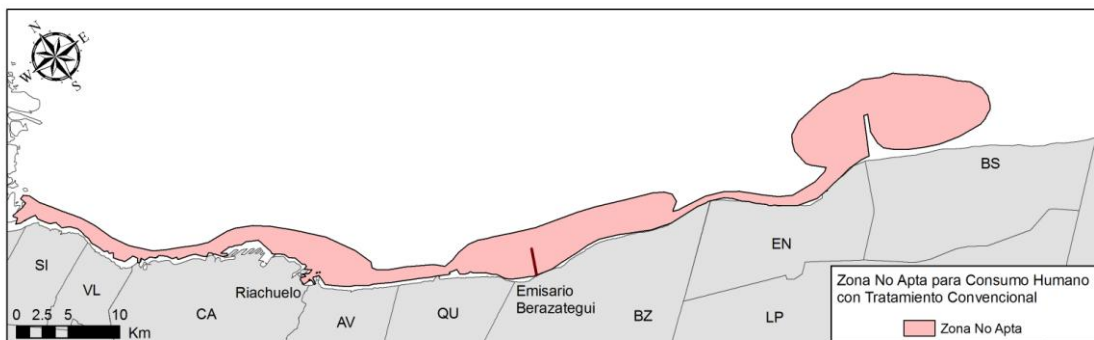 N
E
W
S
SI
VL
CA
Riachuelo
AV
QU
Emisario
Berazategui
BZ
EN
LP
BS
0 2.5 5 10
Km
Zona No Apta para Consumo Humano
con Tratamiento Convencional
Zona No Apta